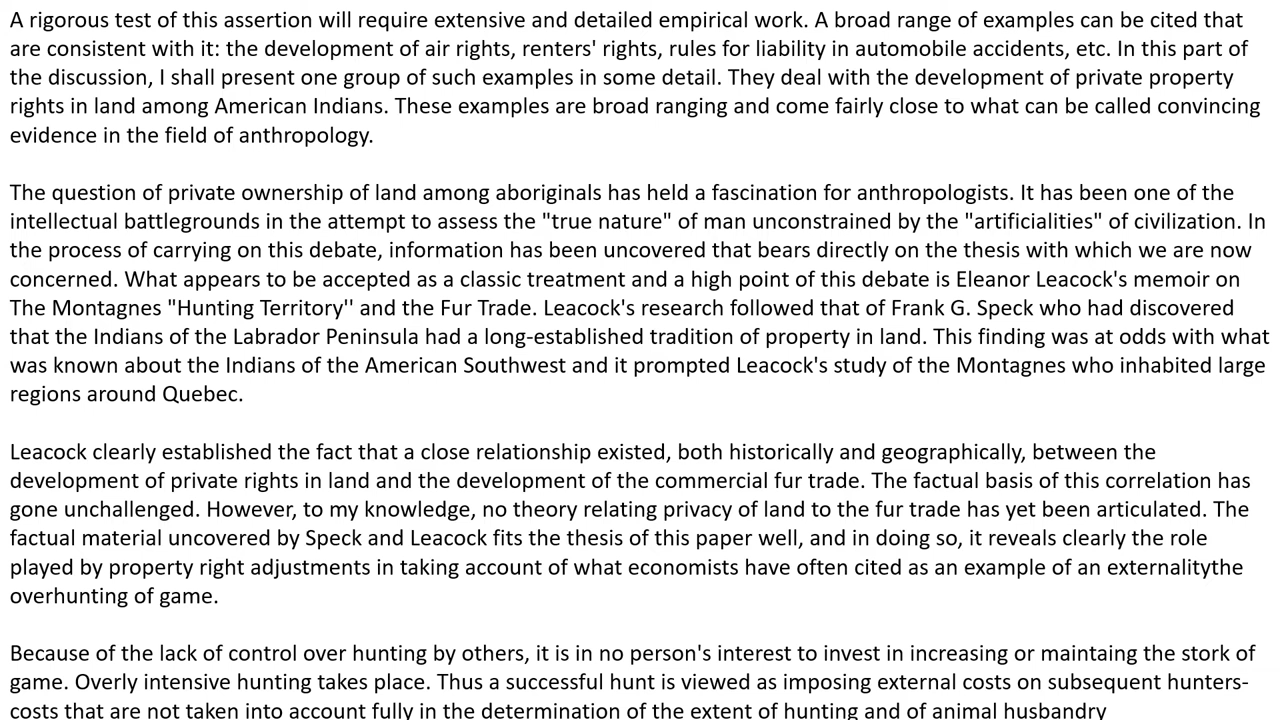 A rigorous test of this assertion will require extensive and detailed empirical work. A broad range of examples can be cited that
are consistent with it: the development of air rights, renters' rights, rules for liability in automobile accidents, etc. In this part of
the discussion, I shall present one group of such examples in some detail. They deal with the development of private property
rights in land among American Indians. These examples are broad ranging and come fairly close to what can be called convincing
evidence in the field of anthropology.
The question of private ownership of land among aboriginals has held a fascination for anthropologists. It has been one of the
intellectual battlegrounds in the attempt to assess the "true nature" of man unconstrained by the "artificialities" of civilization. In
the process of carrying on this debate, information has been uncovered that bears directly on the thesis with which we are now
concerned. What appears to be accepted as a classic treatment and a high point of this debate is Eleanor Leacock's memoir on
The Montagnes "Hunting Territory'' and the Fur Trade. Leacock's research followed that of Frank G. Speck who had discovered
that the Indians of the Labrador Peninsula had a long-established tradition of property in land. This finding was at odds with what
was known about the Indians of the American Southwest and it prompted Leacock's study of the Montagnes who inhabited large
regions around Quebec.
Leacock clearly established the fact that a close relationship existed, both historically and geographically, between the
development of private rights in land and the development of the commercial fur trade. The factual basis of this correlation has
gone unchallenged. However, to my knowledge, no theory relating privacy of land to the fur trade has yet been articulated. The
factual material uncovered by Speck and Leacock fits the thesis of this paper well, and in doing so, it reveals clearly the role
played by property right adjustments in taking account of what economists have often cited as an example of an externalitythe
overhunting of game.
Because of the lack of control over hunting by others, it is in no person's interest to invest in increasing or maintaing the stork of
game. Overly intensive hunting takes place. Thus a successful hunt is viewed as imposing external costs on subsequent hunters-
costs that are not taken into account fully in the determination of the extent of hunting and of animal husbandry